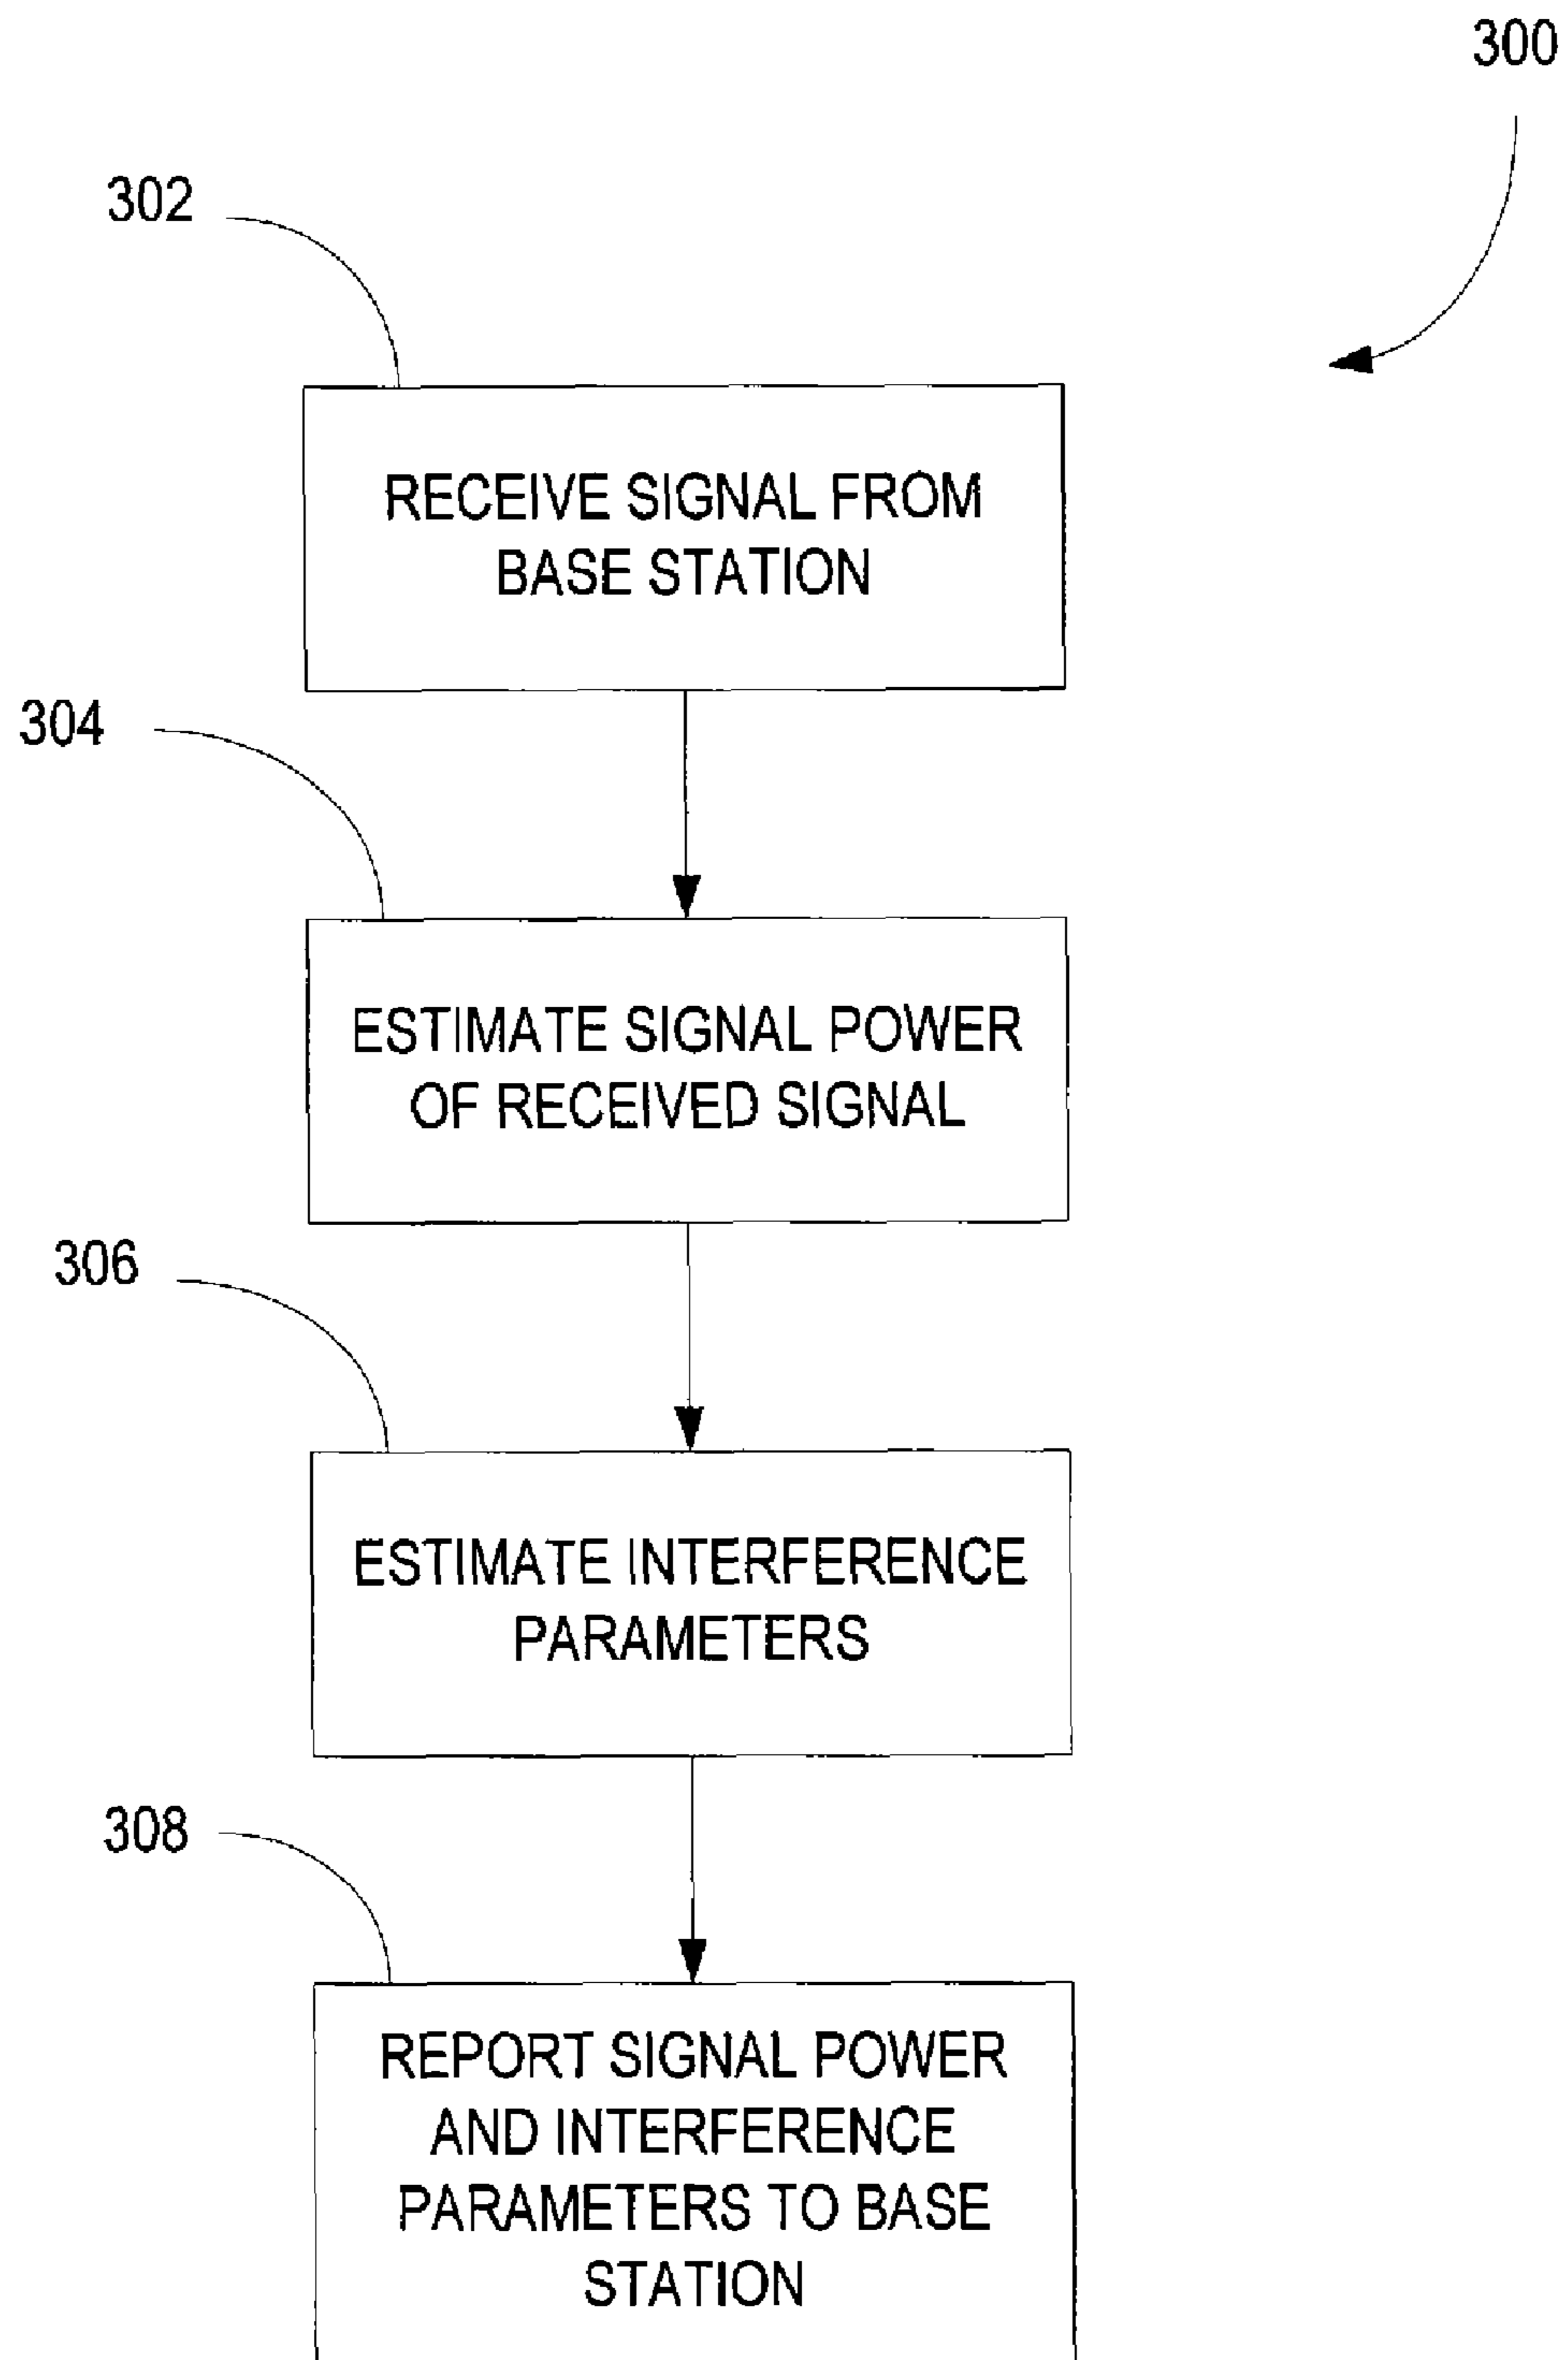 300
302
RECEIVE SIGNAL FROM
BASE STATION
304
ESTIMATE SIGNAL POWER
OF RECEIVED SIGNAL
306
ESTIMATE INTERFERENCE
PARAMETERS
308
REPORT SIGNAL POWER
AND INTERFERENCE
PARAMETERS TO BASE
STATION